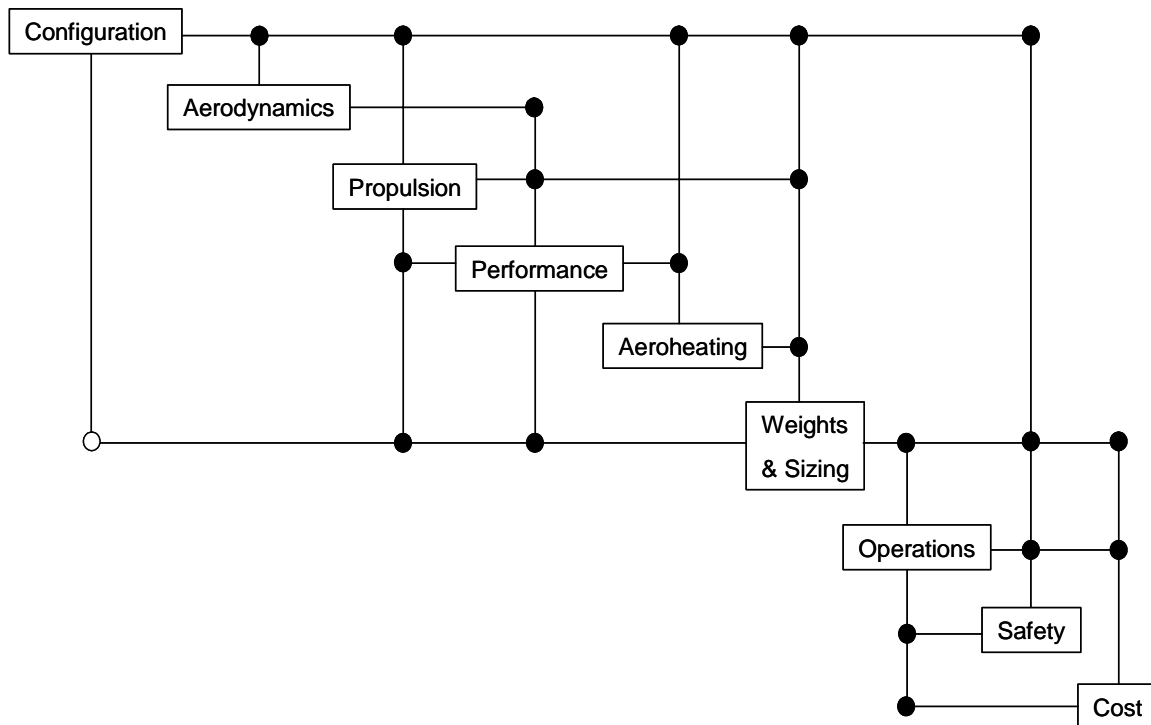 Configuration
Aerodynamics
Propulsion
Performance
Aeroheating
Weights
& Sizing
Operations
Safety
Cost